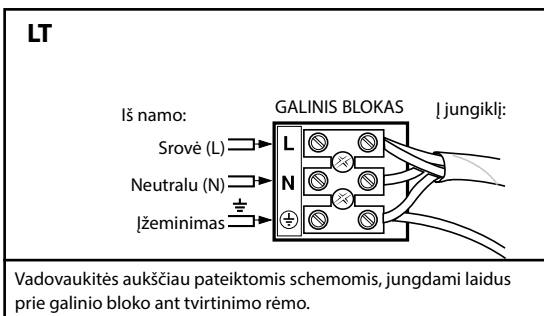 LT
GALINIS BLOKAS
Iš namo:
Į jungiklį:
Srovė (L)
L
Neutralu (N)
N
Įžeminimas
Vadovaukitės aukščiau pateiktomis schemomis, jungdami laidus
prie galinio bloko ant tvirtinimo rėmo.